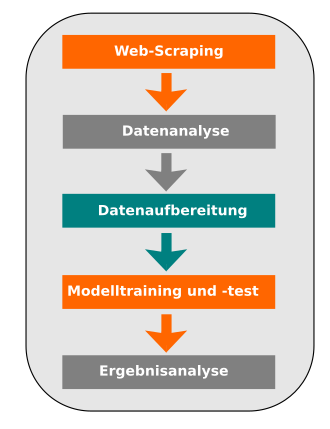 Web-Scraping
Datenanalyse
Datenaufbereitung
Modelltraining und -test
Ergebnisanalyse